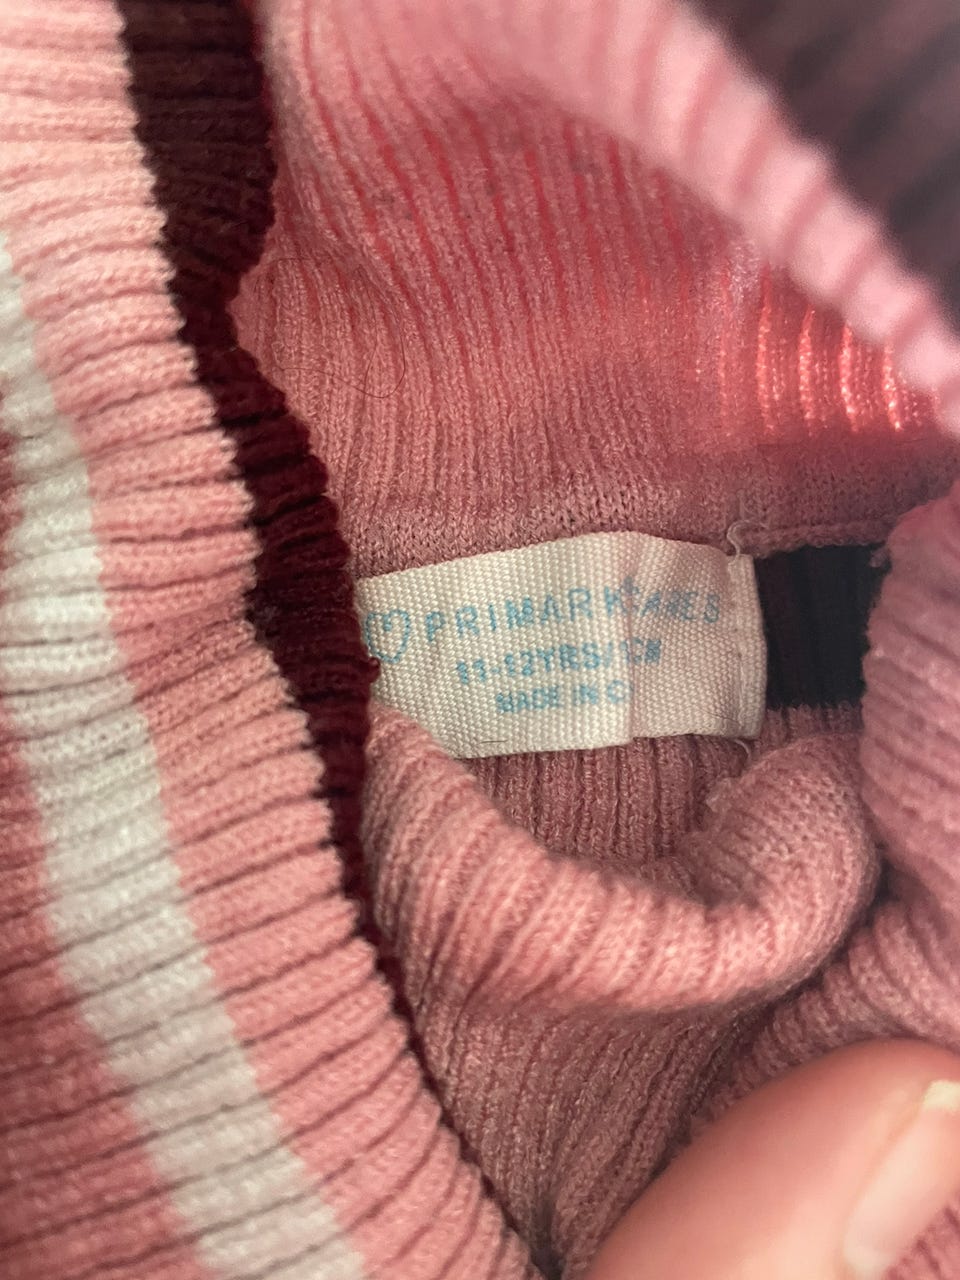 PRIMARK CARES
11-12YRS/
MADE IN C